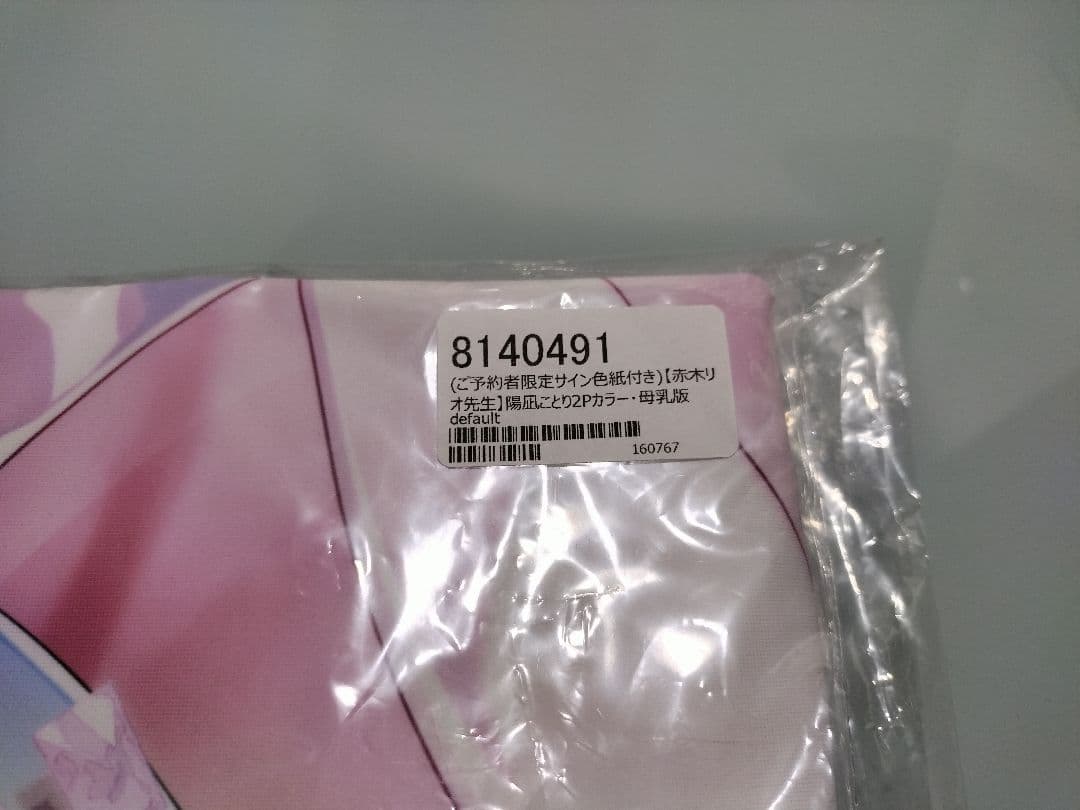 8140491
(ご予約者限定サイン色紙付き)【赤木リ
オ先生】陽凪ことり2Pカラー・母乳版
default
160767